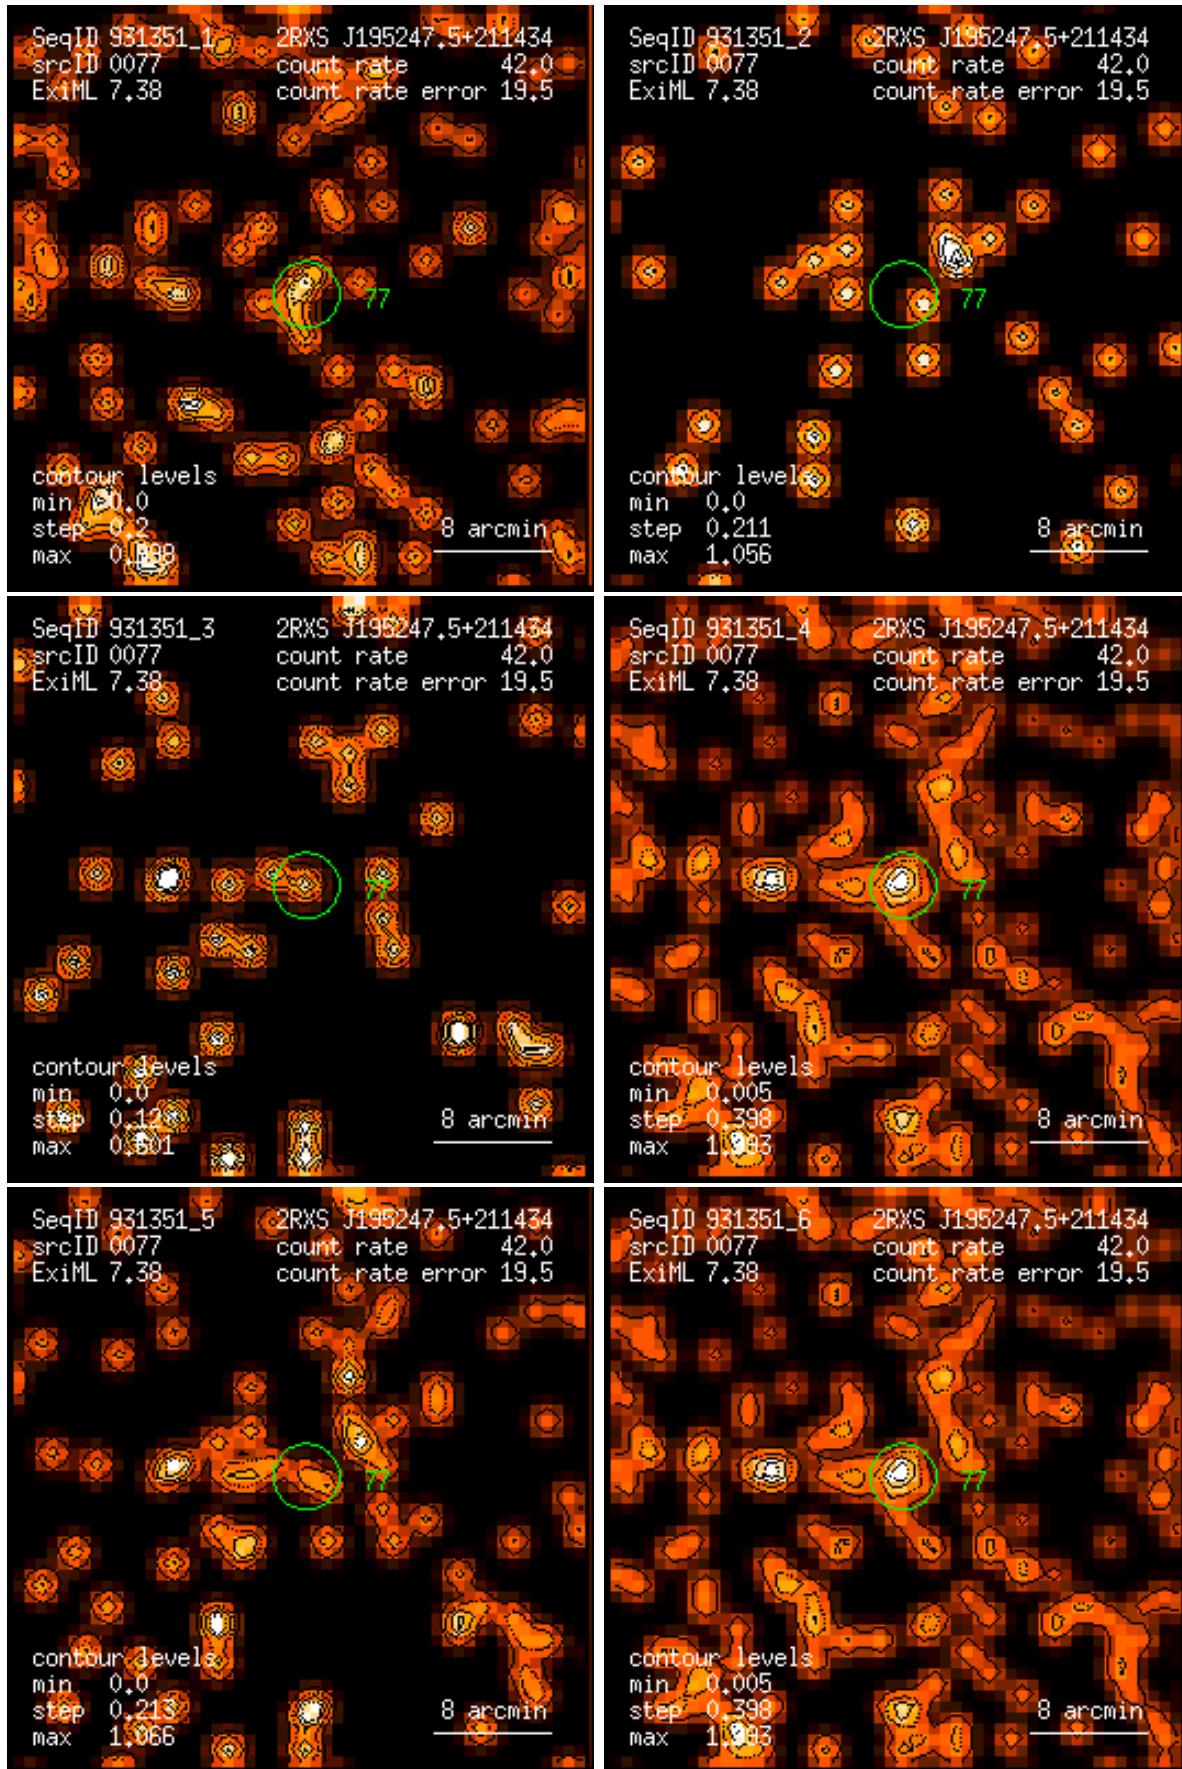 SeqID 931351_1 2RXS J195247.5+211434
srcID 0077 count rate 42.0
ExiML 7.38 count rate error 19.5
77
contour levels
min 0.0
step 0.2 8 arcmin
max
SeqID 931351_2 2RXS J195247.5+211434
srcID 0077 count rate 42.0
ExiML 7.38 count rate error 19.5
77
contour levels
min 0.0
step 0.211 8 arcmin
max 1.056
SeqID 931351_3 2RXS J195247.5+211434
srcID 0077 count rate 42.0
ExiML 7.38 count rate error 19.5
77
contour levels
min 0.0
step 0.12 8 arcmin
max 0.601
SeqID 931351_4 2RXS J195247.5+211434
srcID 0077 count rate 42.0
ExiML 7.38 count rate error 19.5
77
contour levels
min 0.005
step 0.398 8 arcmin
max 1.993
SeqID 931351_5 2RXS J195247.5+211434
srcID 0077 count rate 42.0
ExiML 7.38 count rate error 19.5
77
contour levels
min 0.0
step 0.213 8 arcmin
max 1.066
SeqID 931351_6 2RXS J195247.5+211434
srcID 0077 count rate 42.0
ExiML 7.38 count rate error 19.5
77
contour levels
min 0.005
step 0.398 8 arcmin
max 1.993